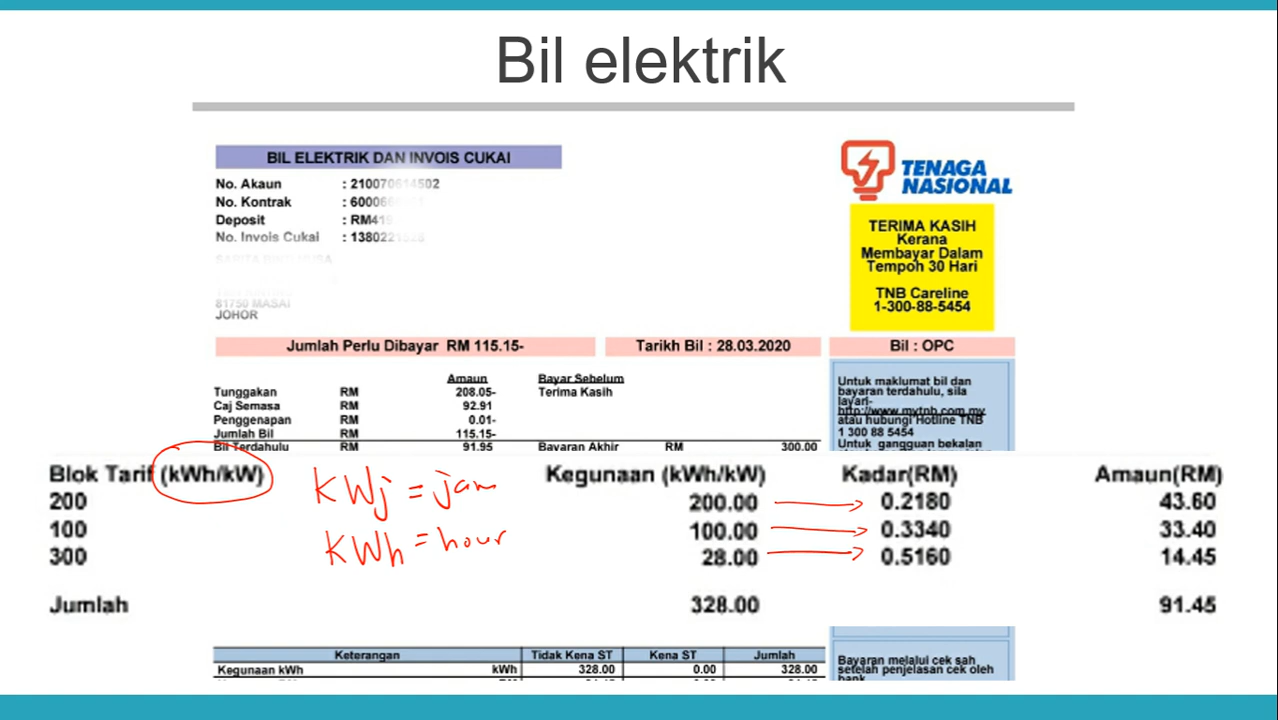 Bil elektrik
BIL ELEKTRIK DAN INVOIS CUKAI
No. Akaun : 210070614502
No. Kontrak : 6000
Deposit : RM419
No. Invois Cukai : 1380221
81750 MASAI
JOHOR
TENAGA
NASIONAL
TERIMA KASIH
Kerana
Membayar Dalam
Tempoh 30 Hari
TNB Careline
1-300-88-5454
Jumlah Perlu Dibayar RM 115.15-
Tarikh Bil : 28.03.2020
Bil : OPC
Amaun Bayar Sebelum
Tunggakan RM 208.05- Terima Kasih
Caj Semasa RM 92.91
Penggenapan RM 0.01-
Jumlah Bil RM 115.15-
Bil Terdahulu RM 91.95 Bayaran Akhir RM 300.00
Untuk maklumat bil dan
bayaran terdahulu, sila
layari-
http://www.mytnb.com.my
atau hubungi Hotline TNB
1 300 88 5454
Untuk gangguan bekalan
Blok Tarif (kWh/kW) Kegunaan (kWh/kW) Kadar(RM) Amaun(RM)
200 200.00 0.2180 43.60
100 100.00 0.3340 33.40
300 28.00 0.5160 14.45
Jumlah 328.00 91.45
KWj = jam
KWh = hour
Keterangan Tidak Kena ST Kena ST Jumlah
Kegunaan kWh kWh 328.00 0.00 328.00
Bayaran melalui cek sah
setelah penjelasan cek oleh
bank